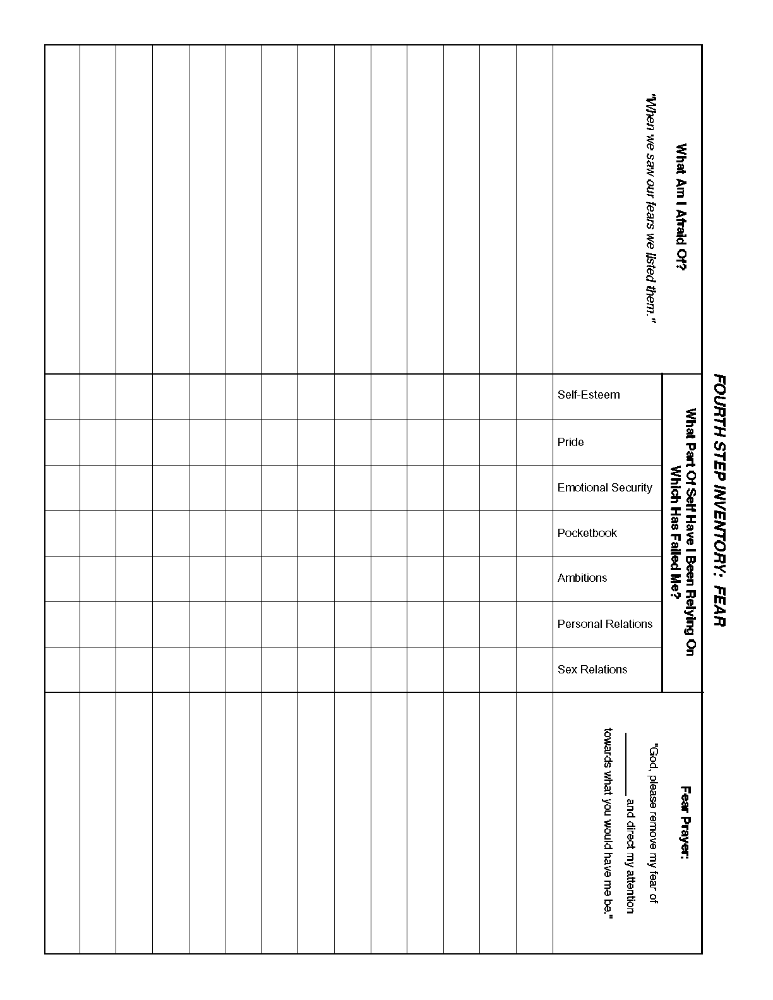 FOURTH STEP INVENTORY:  FEAR
What Am I Afraid Of?
"When we saw our fears we listed them."
What Part Of Self Have I Been Relying On
Which Has Failed Me?
Self-Esteem
Pride
Emotional Security
Pocketbook
Ambitions
Personal Relations
Sex Relations
Fear Prayer:
"God, please remove my fear of
__________ and direct my attention
towards what you would have me be."